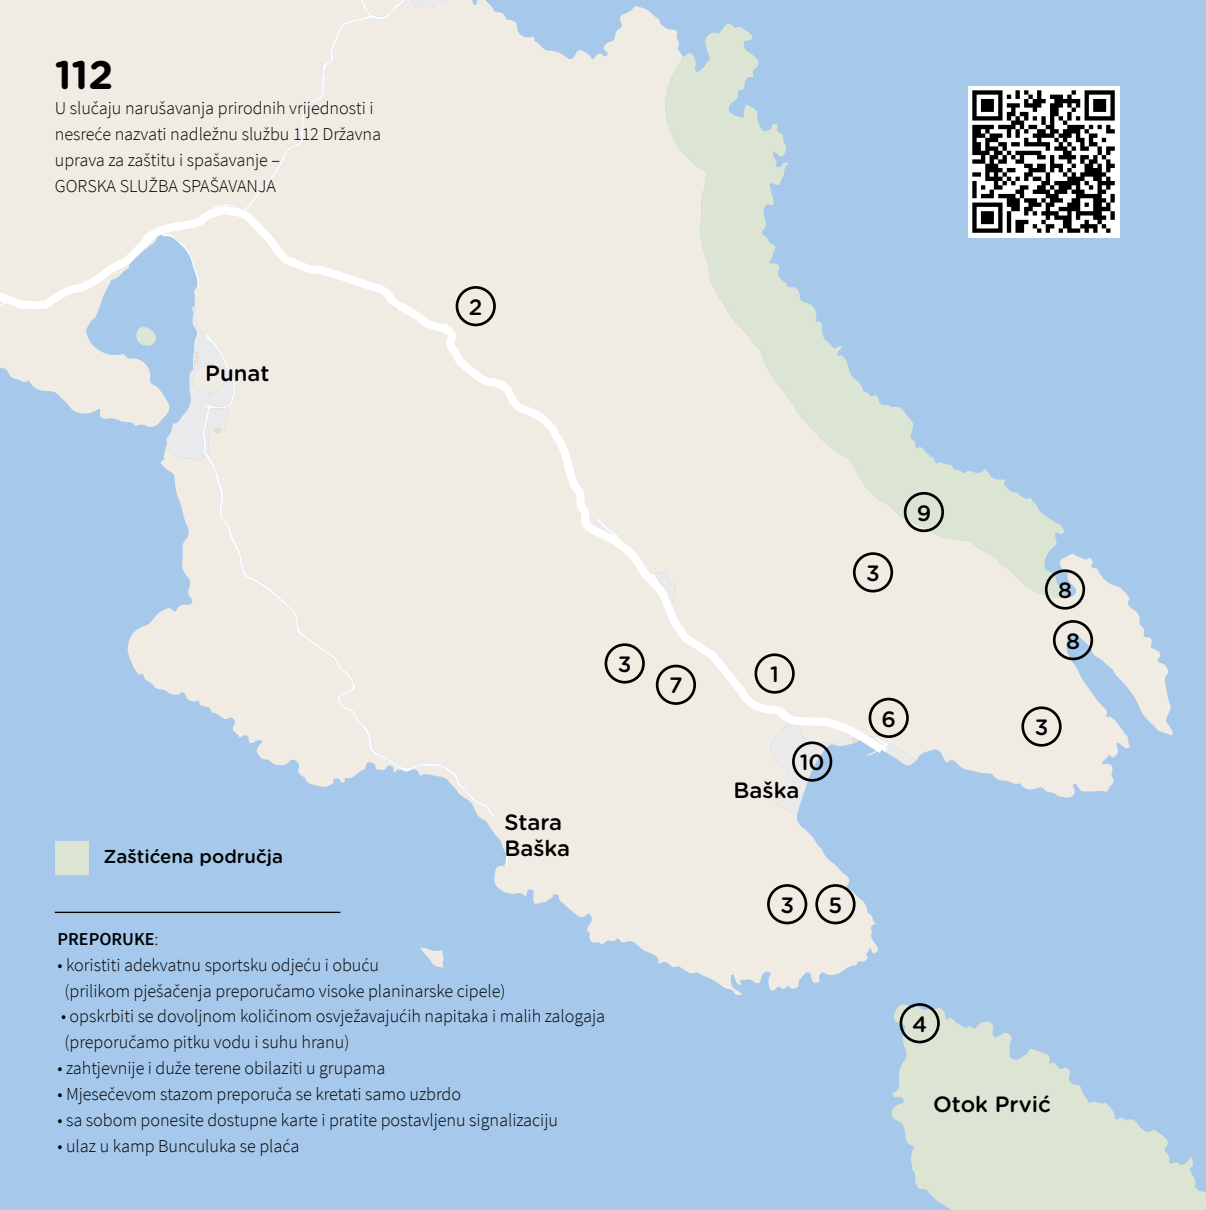 112
U slučaju narušavanja prirodnih vrijednosti i
nesreće nazvati nadležnu službu 112 Državna
uprava za zaštitu i spašavanje –
GORSKA SLUŽBA SPAŠAVANJA
2
Punat
9
3
8
8
3
7
1
6
3
10
Baška
Stara
Baška
3
5
4
Otok Prvić
Zaštićena područja
PREPORUKE:
• koristiti adekvatnu sportsku odjeću i obuću
(prilikom pješačenja preporučamo visoke planinarske cipele)
• opskrbiti se dovoljnom količinom osvježavajućih napitaka i malih zalogaja
(preporučamo pitku vodu i suhu hranu)
• zahtjevnije i duže terene obilaziti u grupama
• Mjesečevom stazom preporuča se kretati samo uzbrdo
• sa sobom ponesite dostupne karte i pratite postavljenu signalizaciju
• ulaz u kamp Bunculuka se plaća